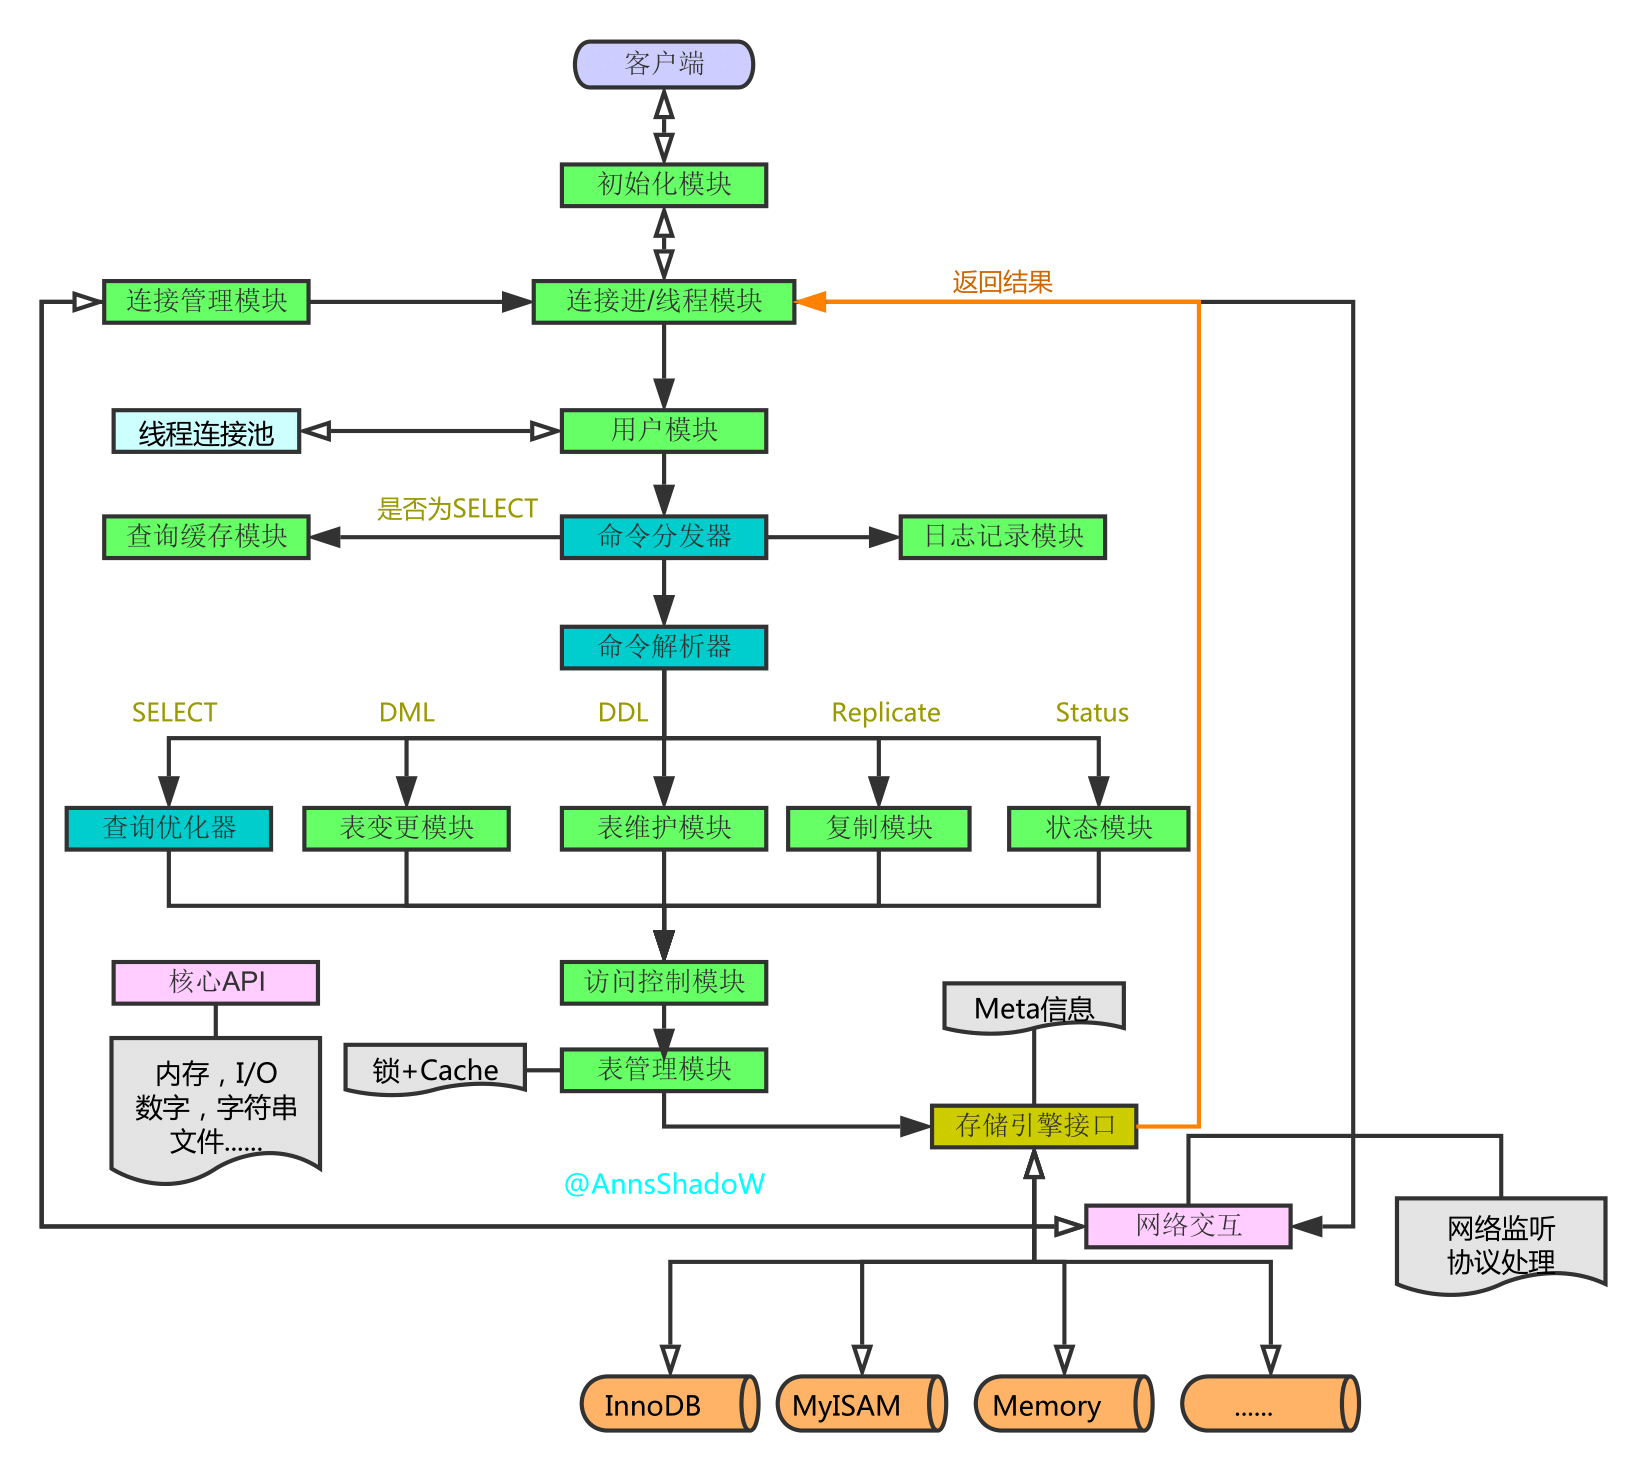 客户端
初始化模块
返回结果
连接管理模块
连接进/线程模块
线程连接池
用户模块
是否为SELECT
查询缓存模块
命令分发器
日志记录模块
命令解析器
SELECT
DML
DDL
Replicate
Status
查询优化器
表变更模块
表维护模块
复制模块
状态模块
核心API
访问控制模块
Meta信息
内存，I/O
数字，字符串
文件......
锁+Cache
表管理模块
存储引擎接口
@AnnsShadoW
网络交互
网络监听
协议处理
InnoDB
MyISAM
Memory
......